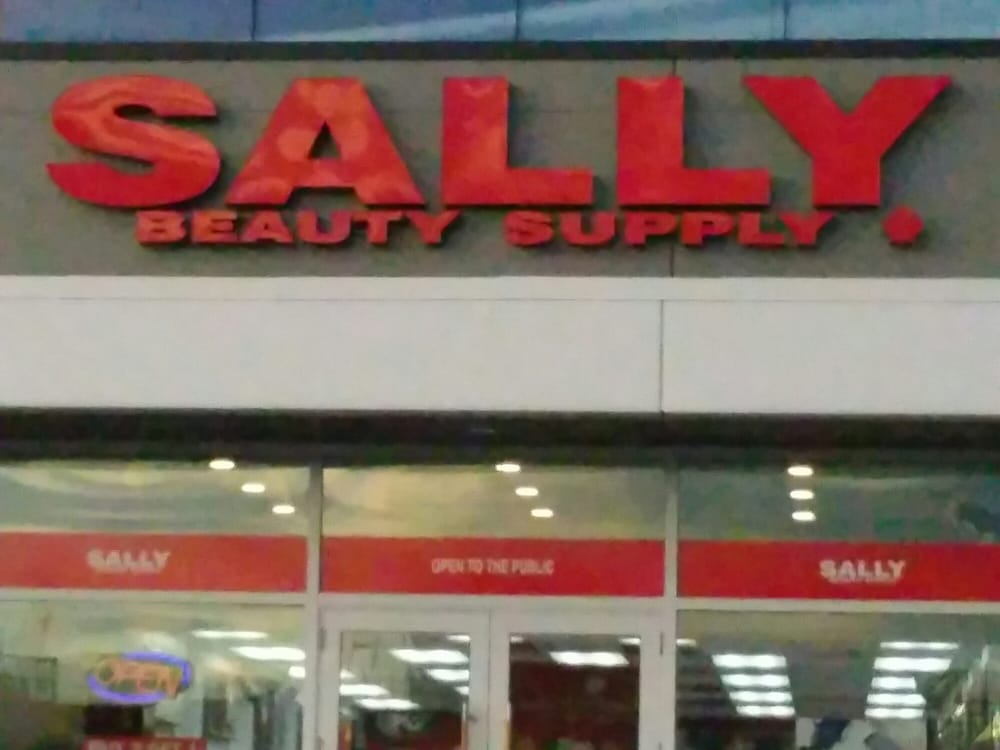 SALLY
BEAUTY SUPPLY
SALLY
OPEN TO THE PUBLIC
SALLY
OPEN